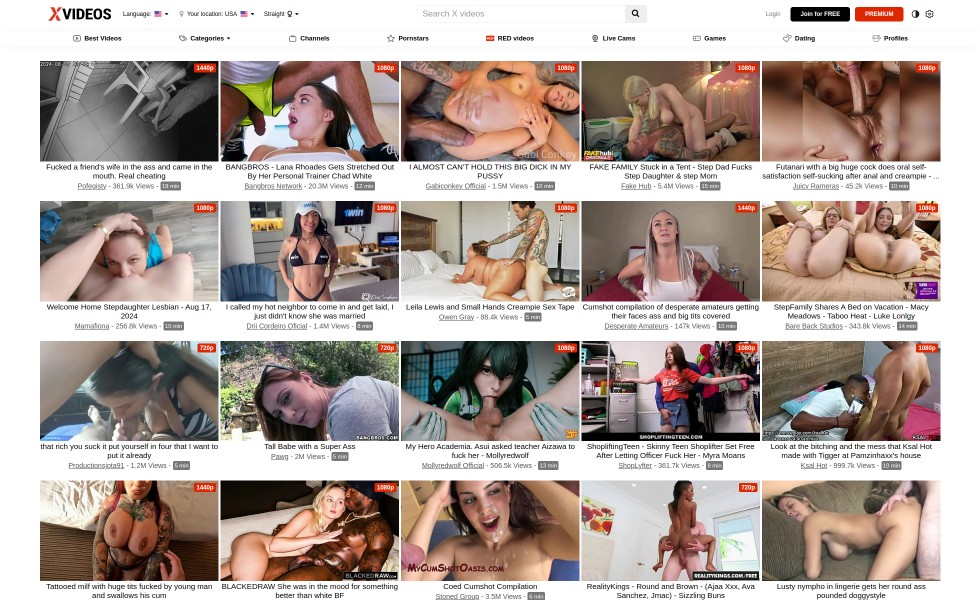 XVIDEOS
Language:
Your location: USA
Straight
Search X videos
Login
Join for FREE
PREMIUM
Best Videos
Categories
Channels
Pornstars
RED videos
Live Cams
Games
Dating
Profiles
1440p
1080p
1080p
1080p
1080p
Fucked a friend's wife in the ass and came in the
mouth. Real cheating
Pofegisty - 361.9k Views - 19 min
BANGBROS - Lana Rhoades Gets Stretched Out
By Her Personal Trainer Chad White
Bangbros Network - 20.3M Views - 12 min
I ALMOST CAN'T HOLD THIS BIG DICK IN MY
PUSSY
Gabiconkey Official - 1.5M Views - 10 min
FAKE FAMILY Stuck in a Tent - Step Dad Fucks
Step Daughter & step Mom
Fake Hub - 5.4M Views - 15 min
Futanari with a big huge cock does oral self-
satisfaction self-sucking after anal and creampie - ...
Juicy Rameras - 45.2k Views - 10 min
1080p
1080p
1080p
1440p
1080p
Welcome Home Stepdaughter Lesbian - Aug 17,
2024
Mamafiona - 256.8k Views - 10 min
I called my hot neighbor to come in and get laid, I
just didn't know she was married
Drii Cordeiro Oficial - 1.4M Views - 8 min
Leila Lewis and Small Hands Creampie Sex Tape
Owen Gray - 88.4k Views - 5 min
Cumshot compilation of desperate amateurs getting
their faces ass and big tits covered
Desperate Amateurs - 147k Views - 10 min
StepFamily Shares A Bed on Vacation - Macy
Meadows - Taboo Heat - Luke Lonlgy
Bare Back Studios - 343.8k Views - 14 min
720p
720p
BANGBROS.COM
1080p
1080p
SHOPLIFTINGTEEN.COM
1080p
that rich you suck it put yourself in four that I want to
put it already
Productionsjota91 - 1.2M Views - 5 min
Tall Babe with a Super Ass
Pawg - 2M Views - 5 min
My Hero Academia. Asui asked teacher Aizawa to
fuck her - Mollyredwolf
Mollyredwolf Official - 506.5k Views - 13 min
ShopliftingTeen - Skinny Teen Shoplifter Set Free
After Letting Officer Fuck Her - Myra Moans
ShopLyfter - 361.7k Views - 8 min
Look at the bitching and the mess that Ksal Hot
made with Tigger at Pamzinhaxx's house
Ksal Hot - 999.7k Views - 10 min
1440p
1080p
BLACKEDRAW
MyCumShotOasis.com
720p
REALITYKINGS.COM/FREE
Tattooed milf with huge tits fucked by young man
and swallows his cum
BLACKEDRAW She was in the mood for something
better than white BF
Coed Cumshot Compilation
Stoned Group - 3.5M Views - 6 min
RealityKings - Round and Brown - (Ajaa Xxx, Ava
Sanchez, Jmac) - Sizzling Buns
Lusty nympho in lingerie gets her round ass
pounded doggystyle